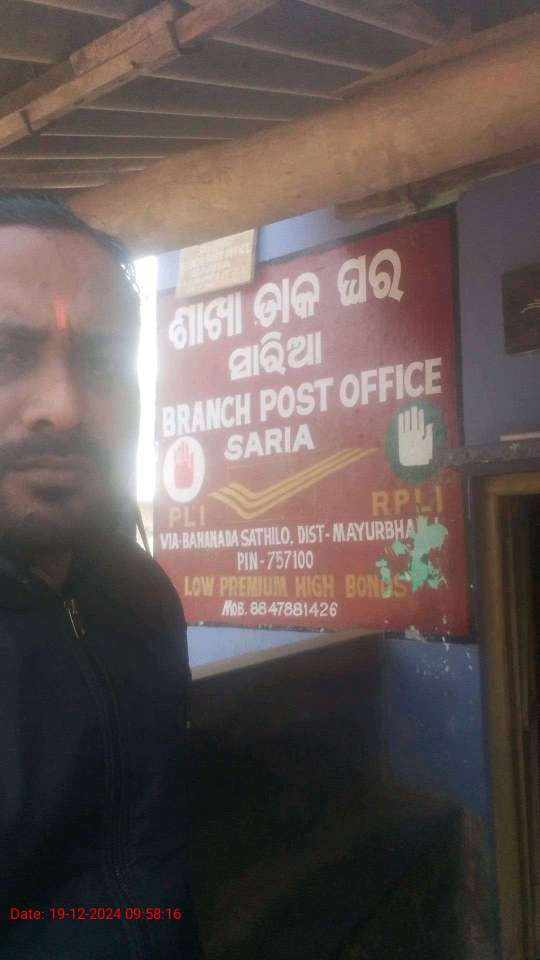 ଶାଖା ଡାକ ଘର
ସାରିଆ
BRANCH POST OFFICE
SARIA
PLI
RPLI
VIA-BAHANADA SATHILO, DIST-MAYURBHA
PIN-757100
LOW PREMIUM HIGH BONUS
MOB. 8847881426
Date: 19-12-2024 09:58:16